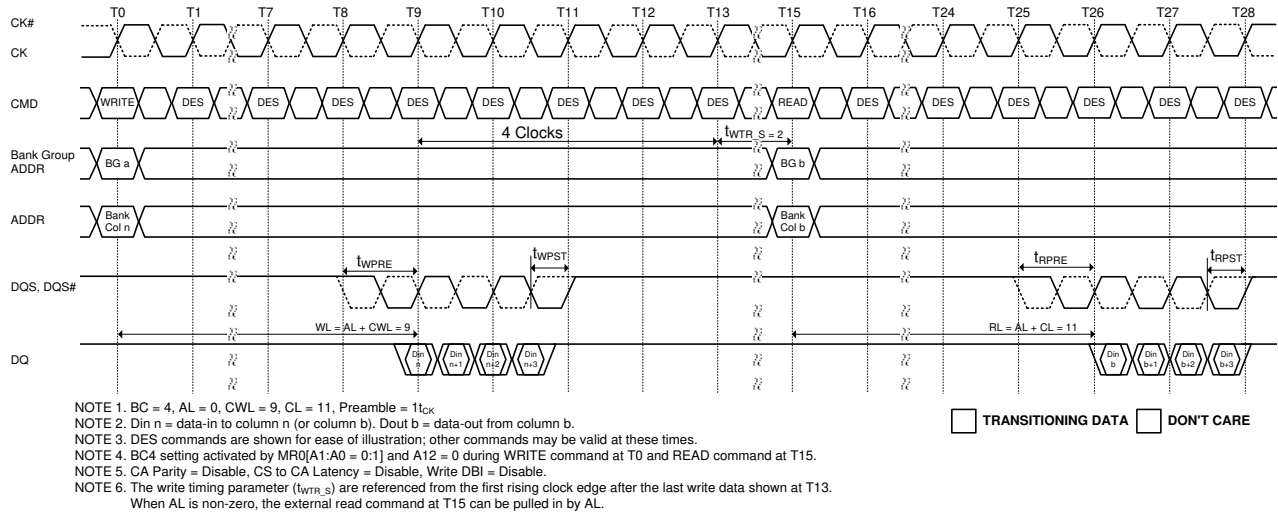 T0 T1 T7 T8 T9 T10 T11 T12 T13 T15 T16 T24 T25 T26 T27 T28
CK#
CK
CMD WRITE DES DES DES DES DES DES DES DES READ DES DES DES DES DES DES
4 Clocks tWTR_S = 2
Bank Group
ADDR
BG a BG b
ADDR
Bank
Col n
Bank
Col b
tWPRE tWPST tRPRE tRPST
DQS, DQS#
WL = AL + CWL = 9 RL = AL + CL = 11
DQ
Din
n
Din
n+1
Din
n+2
Din
n+3
Din
b
Din
b+1
Din
b+2
Din
b+3
NOTE 1. BC = 4, AL = 0, CWL = 9, CL = 11, Preamble = 1tCK
NOTE 2. Din n = data-in to column n (or column b). Dout b = data-out from column b.
NOTE 3. DES commands are shown for ease of illustration; other commands may be valid at these times.
NOTE 4. BC4 setting activated by MR0[A1:A0 = 0:1] and A12 = 0 during WRITE command at T0 and READ command at T15.
NOTE 5. CA Parity = Disable, CS to CA Latency = Disable, Write DBI = Disable.
NOTE 6. The write timing parameter (tWTR_S) are referenced from the first rising clock edge after the last write data shown at T13.
When AL is non-zero, the external read command at T15 can be pulled in by AL.
TRANSITIONING DATA DON'T CARE